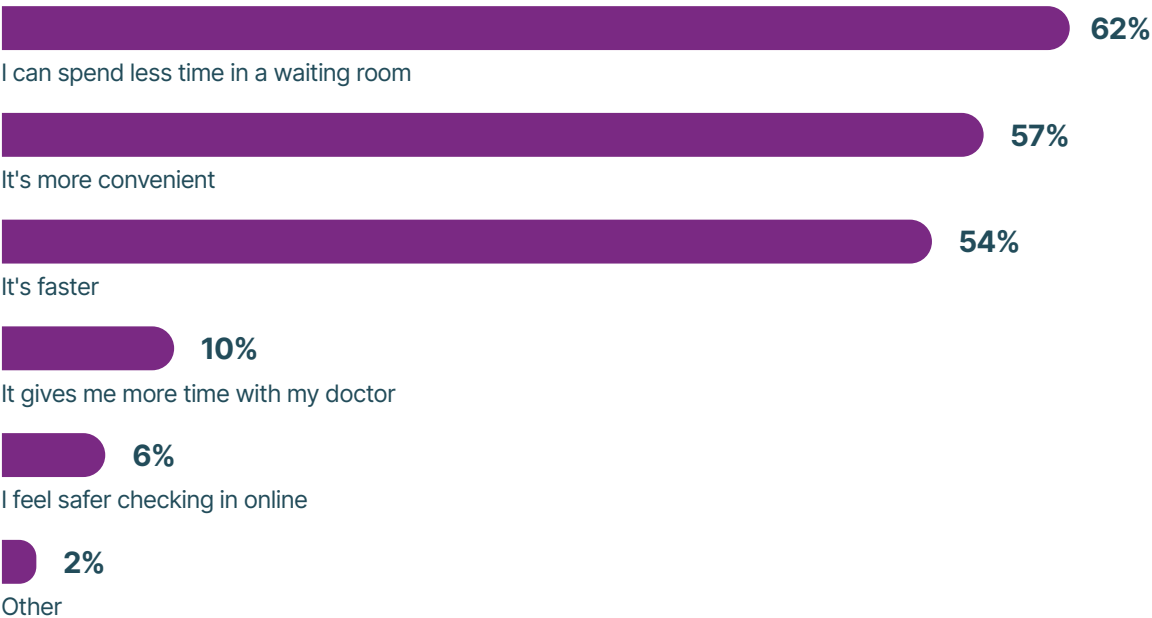 62%
I can spend less time in a waiting room
57%
It's more convenient
54%
It's faster
10%
It gives me more time with my doctor
6%
I feel safer checking in online
2%
Other